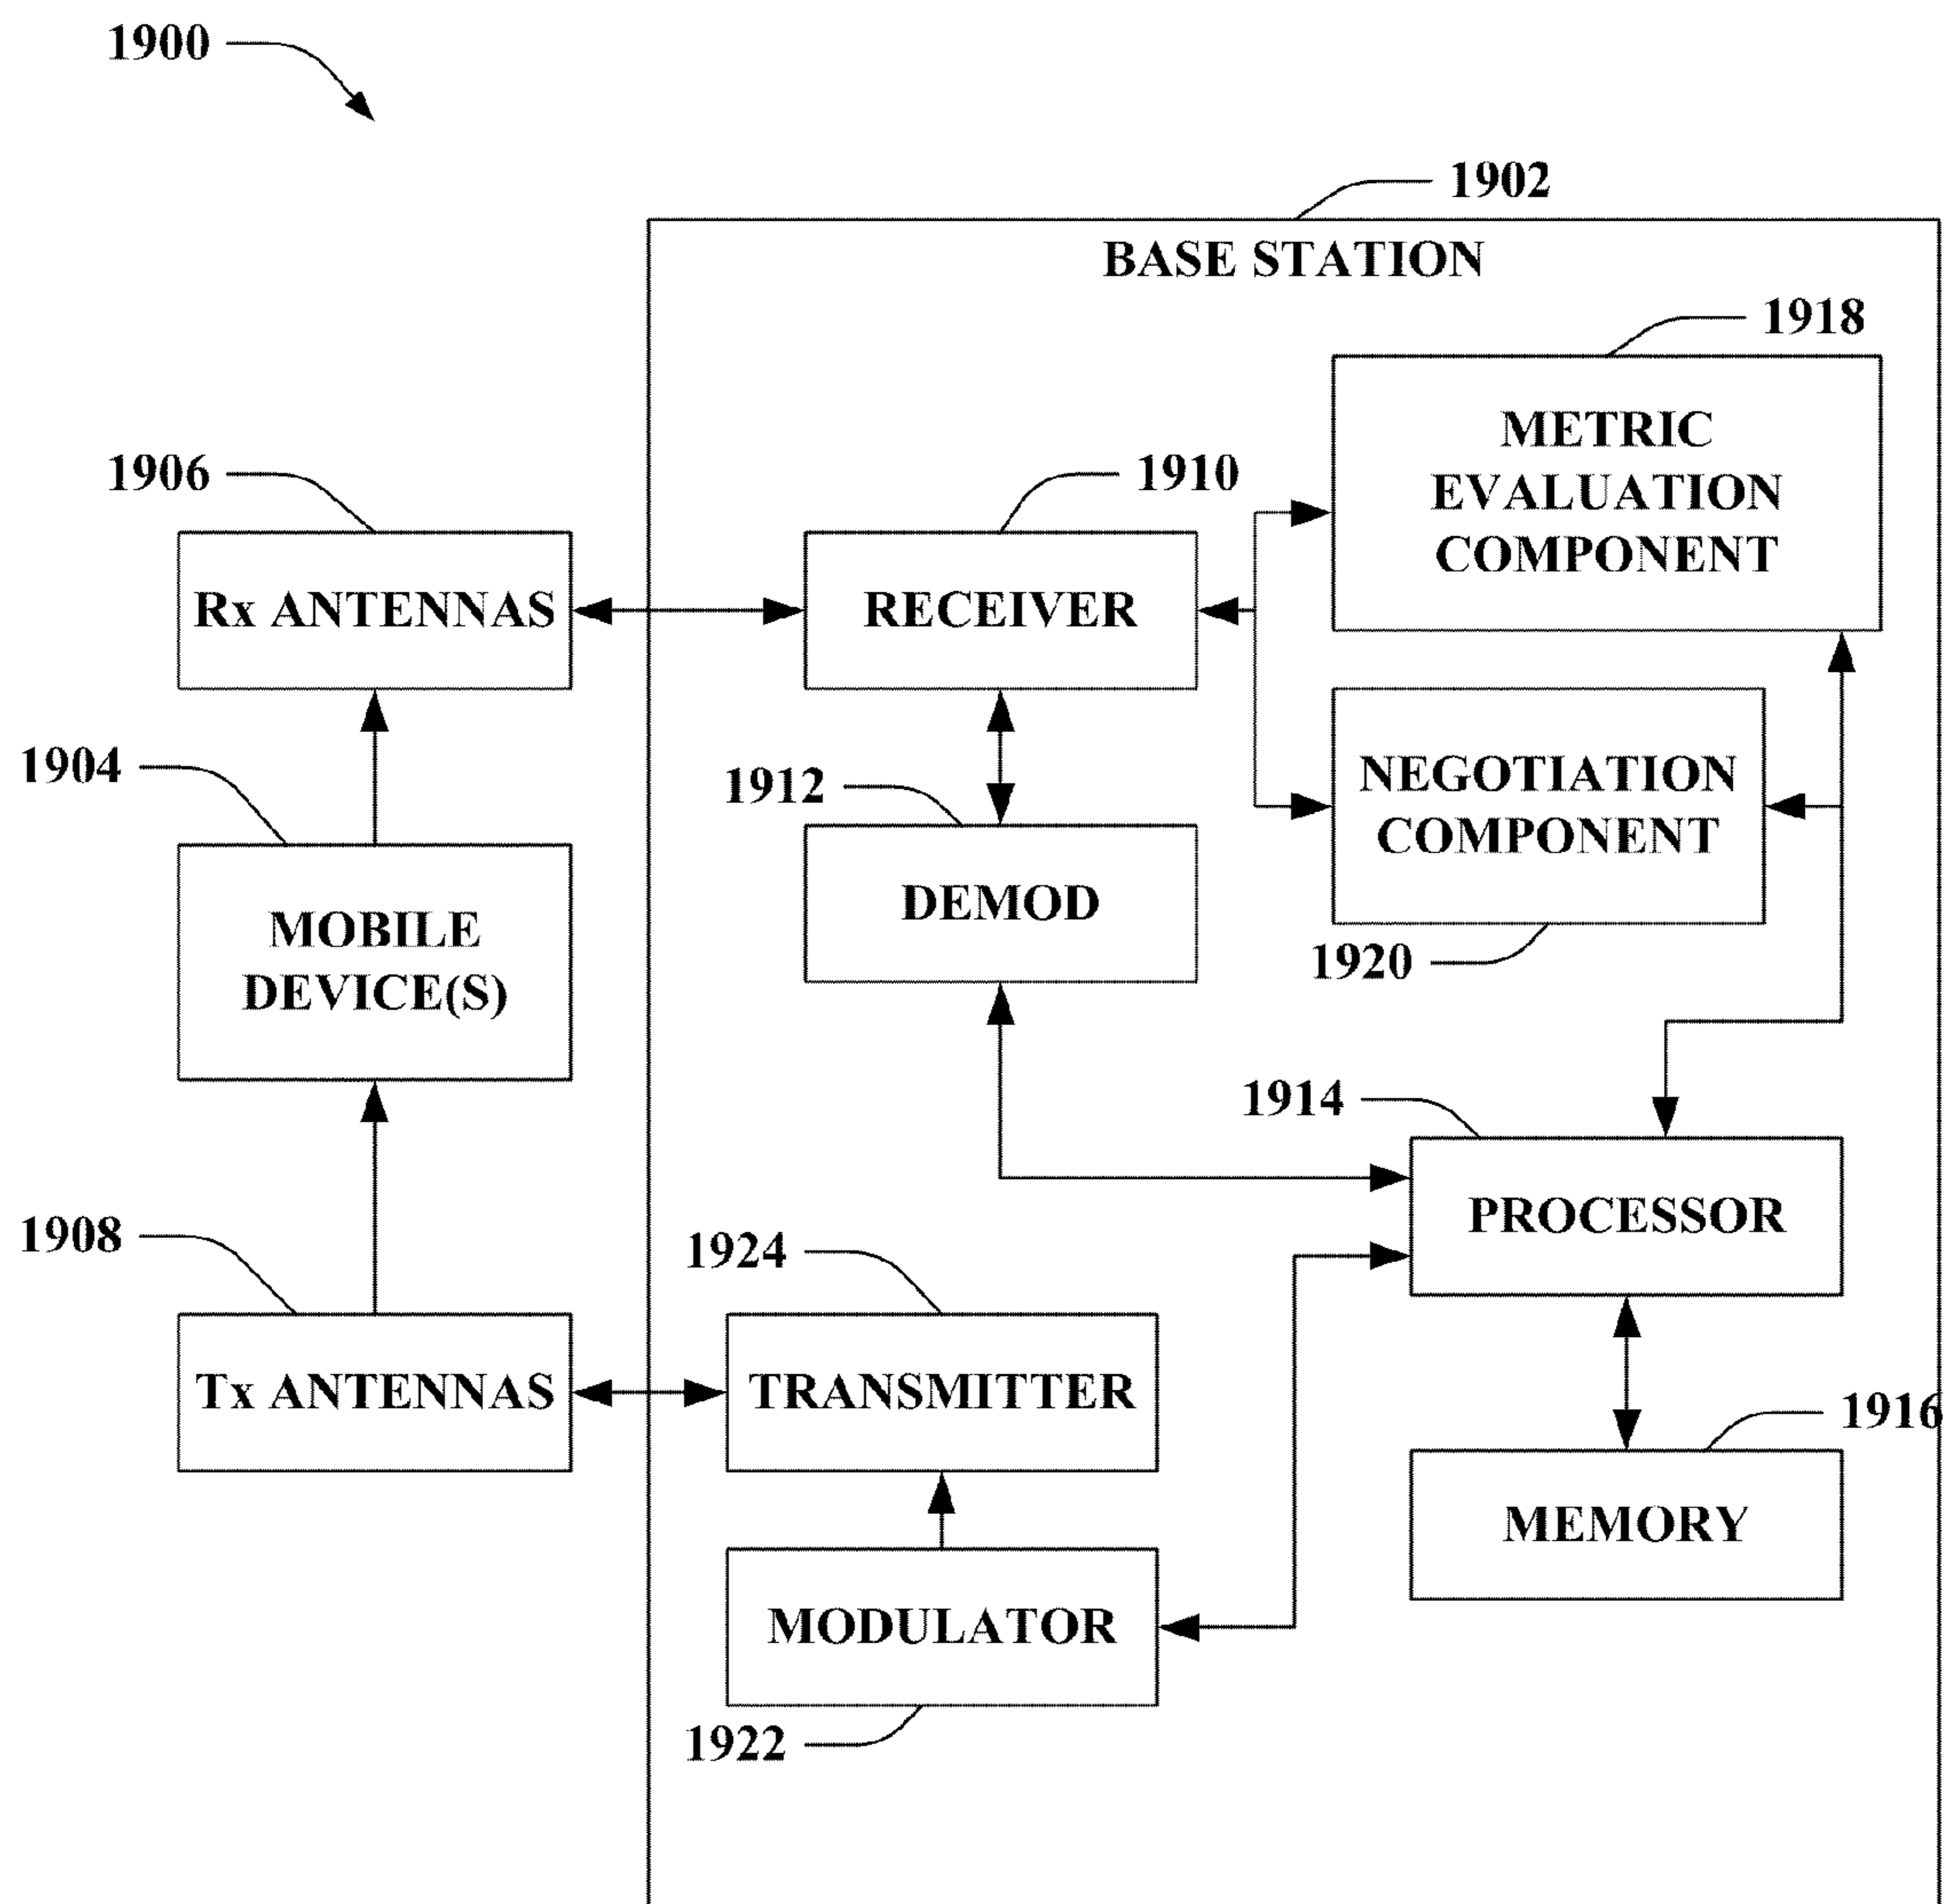 1900
1902
BASE STATION
1918
METRIC
EVALUATION
COMPONENT
1906
1910
Rx ANTENNAS
RECEIVER
1904
1912
NEGOTIATION
COMPONENT
MOBILE
DEVICE(S)
DEMOD
1920
1914
PROCESSOR
1908
1924
Tx ANTENNAS
TRANSMITTER
1916
MEMORY
MODULATOR
1922